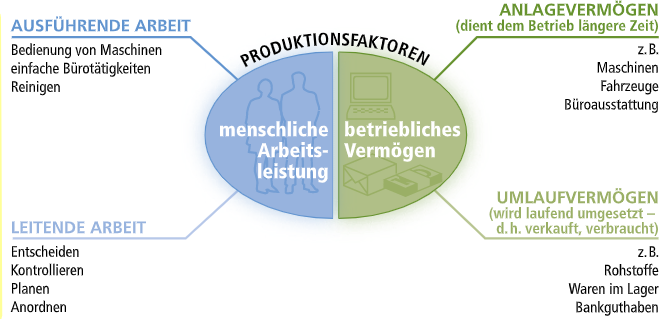 PRODUKTIONSFAKTOREN
AUSFÜHRENDE ARBEIT
Bedienung von Maschinen
einfache Bürotätigkeiten
Reinigen
menschliche
Arbeits-
leistung
LEITENDE ARBEIT
Entscheiden
Kontrollieren
Planen
Anordnen
ANLAGEVERMÖGEN
(dient dem Betrieb längere Zeit)
z. B.
Maschinen
Fahrzeuge
Büroausstattung
betriebliches
Vermögen
UMLAUFVERMÖGEN
(wird laufend umgesetzt –
d. h. verkauft, verbraucht)
z. B.
Rohstoffe
Waren im Lager
Bankguthaben